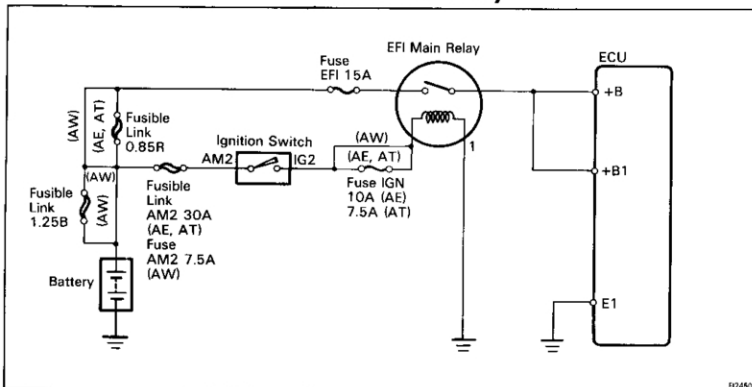 EFI Main Relay
Fuse
EFI 15A
ECU
+B
(AW)
(AE, AT)
Fusible
Link
0.85R
Ignition Switch
AM2
IG2
(AW)
(AE, AT)
Fuse IGN
10A (AE)
7.5A (AT)
1
+B1
(AW)
Fusible
Link
1.25B
(AW)
Fusible
Link
AM2 30A
(AE, AT)
Fuse
AM2 7.5A
(AW)
Battery
E1